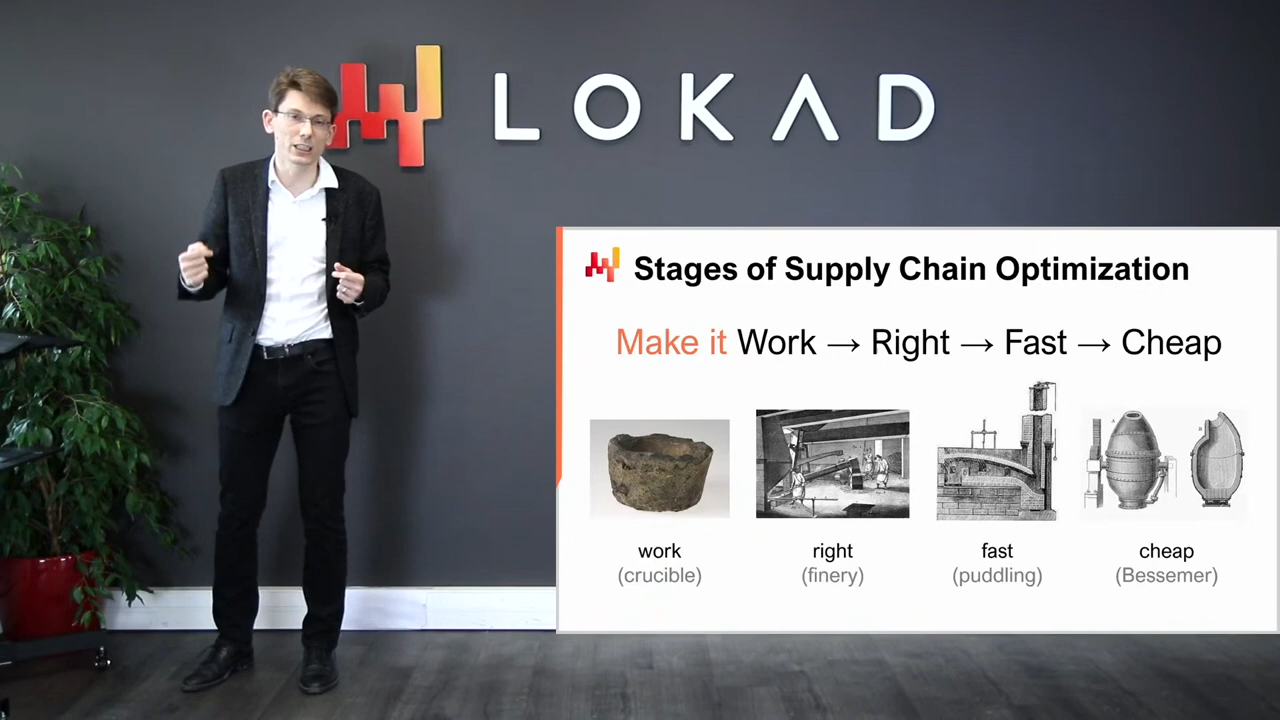 LOKAD
Stages of Supply Chain Optimization
Make it Work → Right → Fast → Cheap
work
(crucible)
right
(finery)
fast
(puddling)
cheap
(Bessemer)